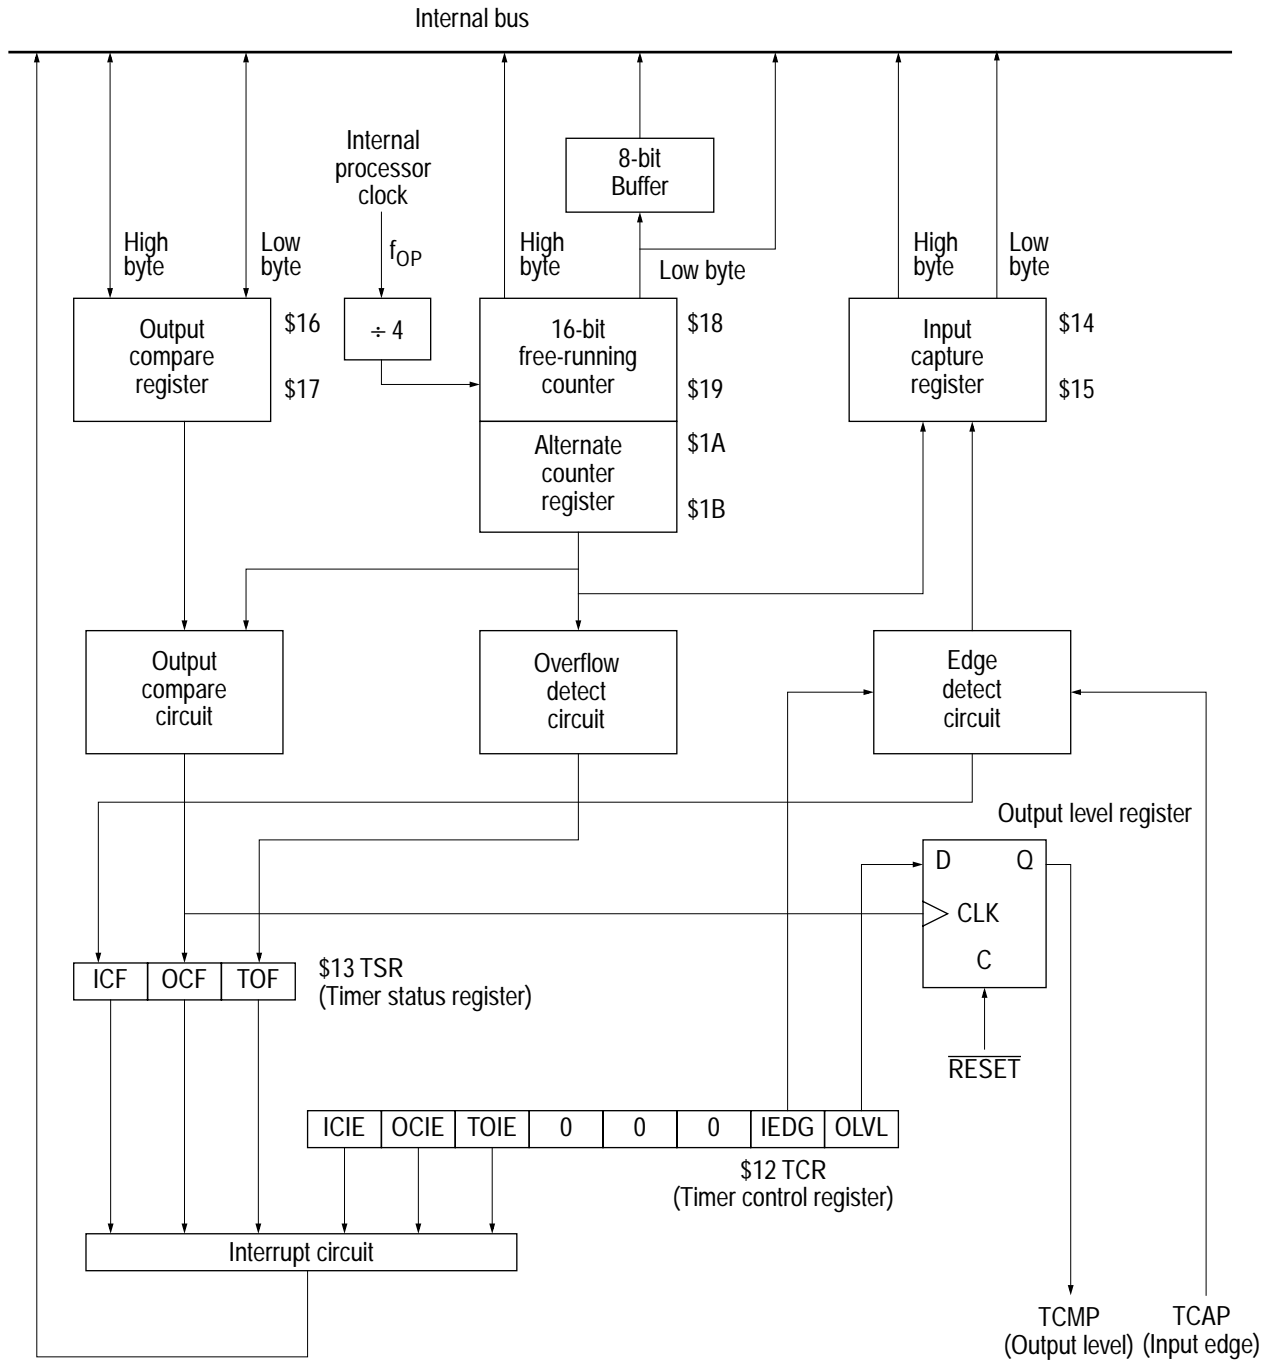 Internal bus
Internal
processor
clock
8-bit
Buffer
High
byte
Low
byte
fOP
High
byte
Low byte
High
byte
Low
byte
Output
compare
register
$16
$17
÷ 4
16-bit
free-running
counter
$18
$19
Input
capture
register
$14
$15
Alternate
counter
register
$1A
$1B
Output
compare
circuit
Overflow
detect
circuit
Edge
detect
circuit
Output level register
D Q
CLK
C
RESET
ICF OCF TOF
$13 TSR
(Timer status register)
ICIE OCIE TOIE 0 0 0 IEDG OLVL
$12 TCR
(Timer control register)
Interrupt circuit
TCMP
(Output level)
TCAP
(Input edge)